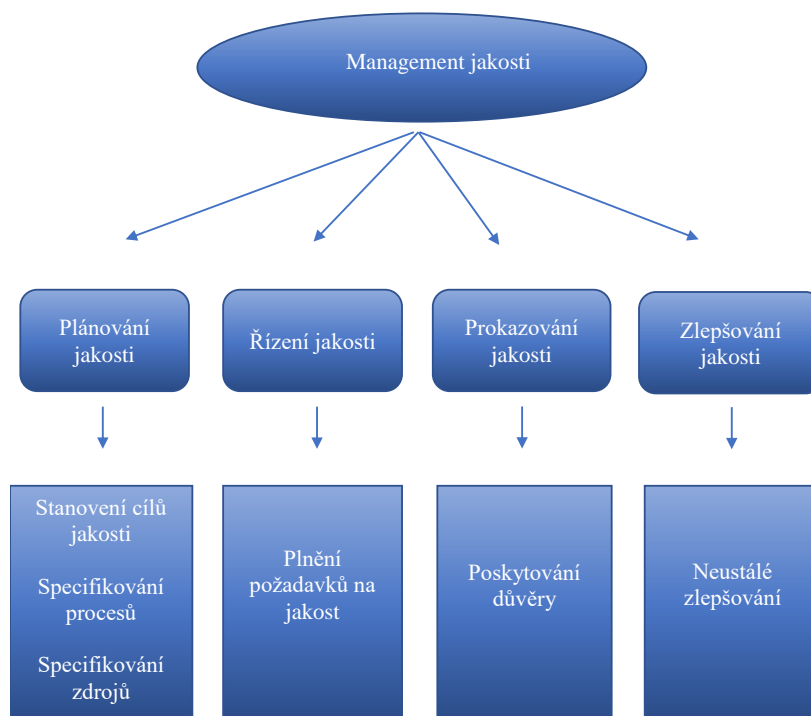 Management jakosti
Plánování
jakosti
Řízení jakosti
Prokazování
jakosti
Zlepšování
jakosti
Stanovení cílů
jakosti
Specifikování
procesů
Specifikování
zdrojů
Plnění
požadavků na
jakost
Poskytování
důvěry
Neustálé
zlepšování